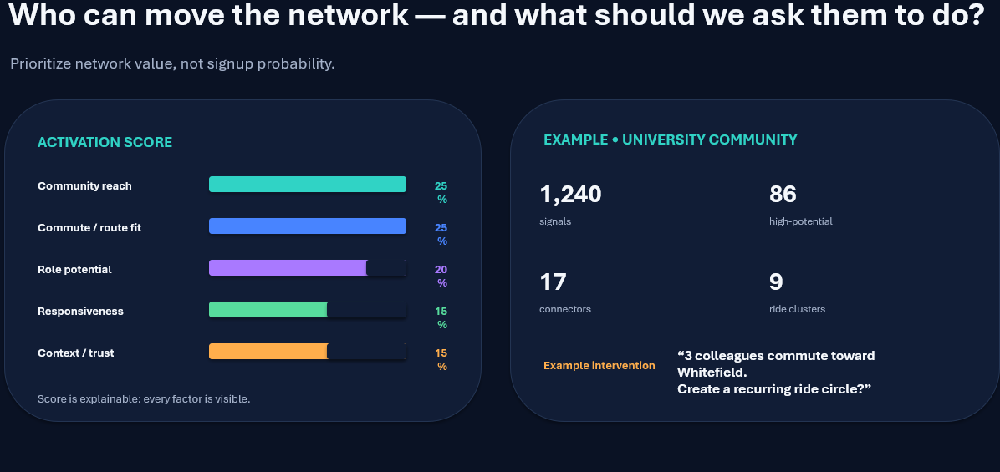 Who can move the network — and what should we ask them to do?
Prioritize network value, not signup probability.
ACTIVATION SCORE
Community reach
25
%
Commute / route fit
25
%
Role potential
20
%
Responsiveness
15
%
Context / trust
15
%
Score is explainable: every factor is visible.
EXAMPLE • UNIVERSITY COMMUNITY
1,240
signals
86
high-potential
17
connectors
9
ride clusters
Example intervention
“3 colleagues commute toward
Whitefield.
Create a recurring ride circle?”